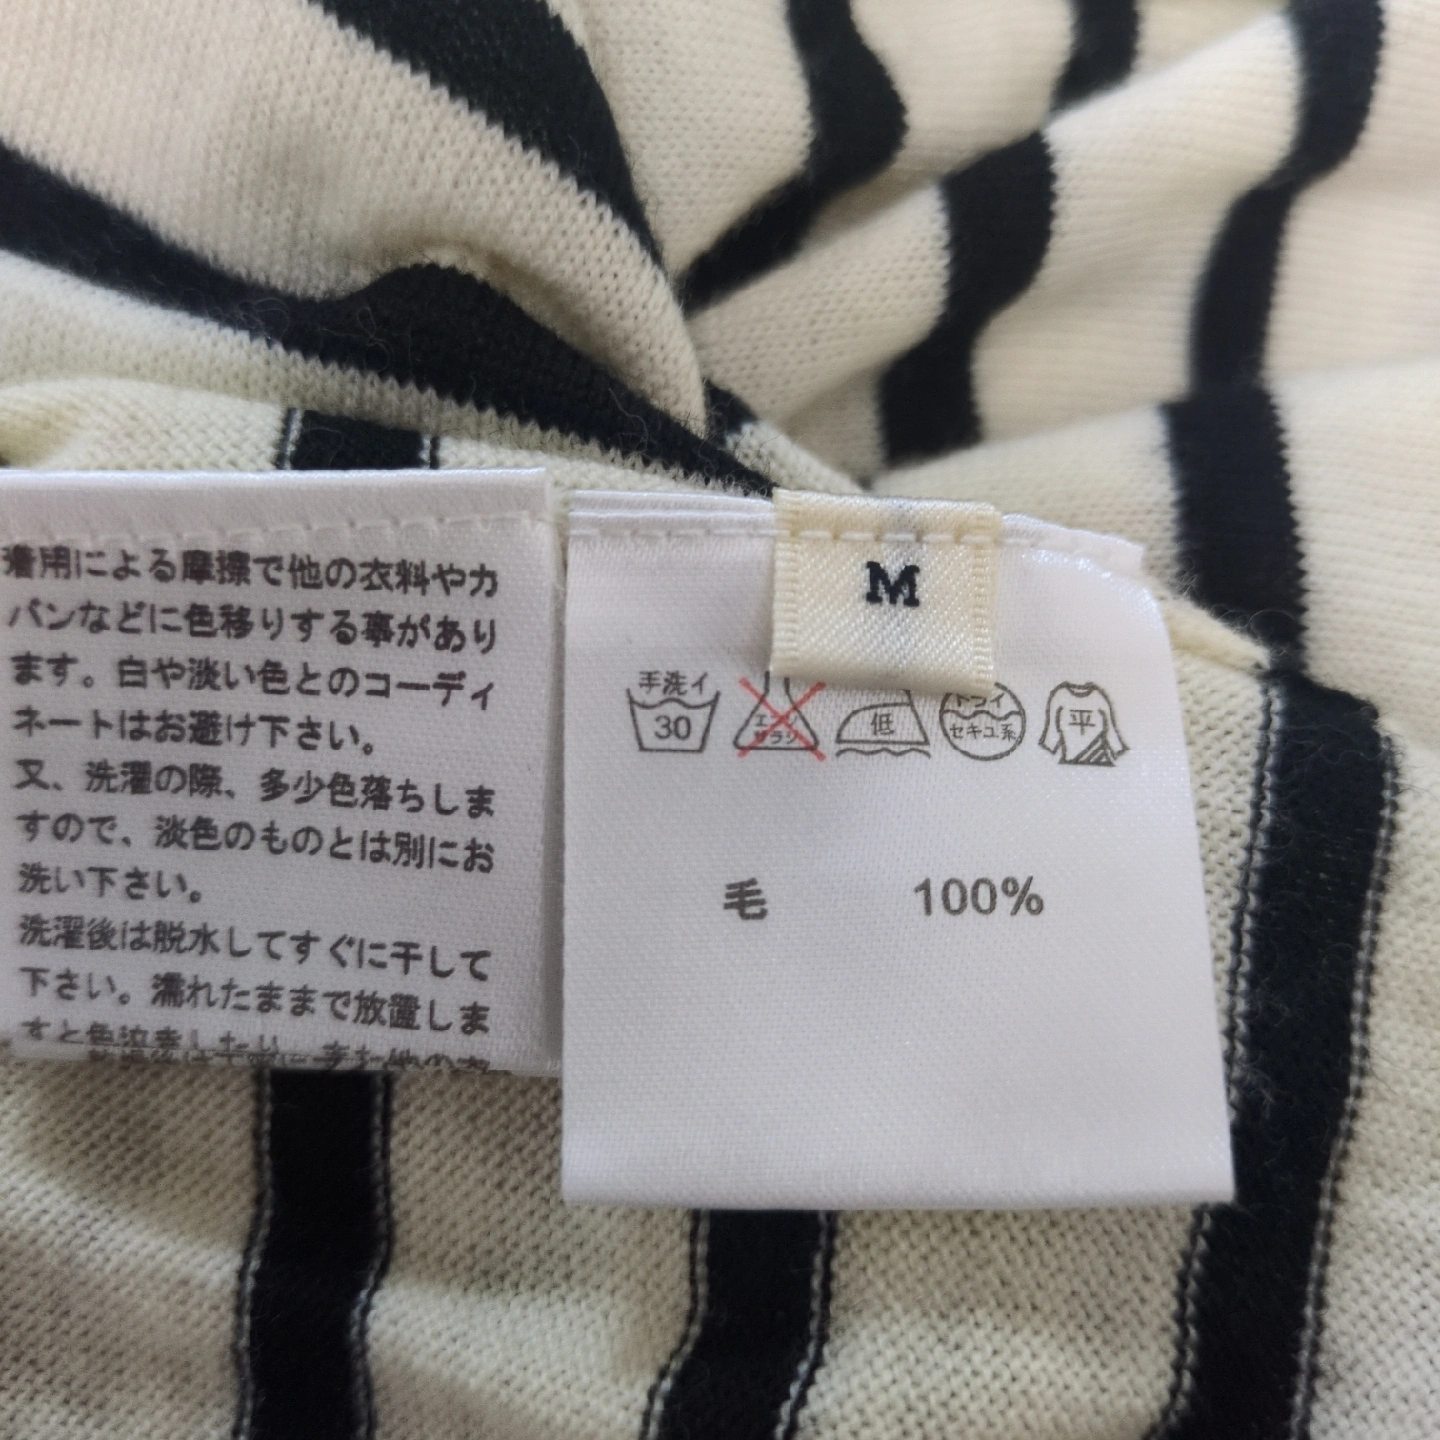 着用による摩擦で他の衣料やカ
バンなどに色移りする事があり
ます。白や淡い色とのコーディ
ネートはお避け下さい。
又、洗濯の際、多少色落ちしま
すので、淡色のものとは別にお
洗い下さい。
洗濯後は脱水してすぐに干して
下さい。濡れたままで放置しま
M
手洗イ
30
低
ドライ
セキユ系
平
毛 100%